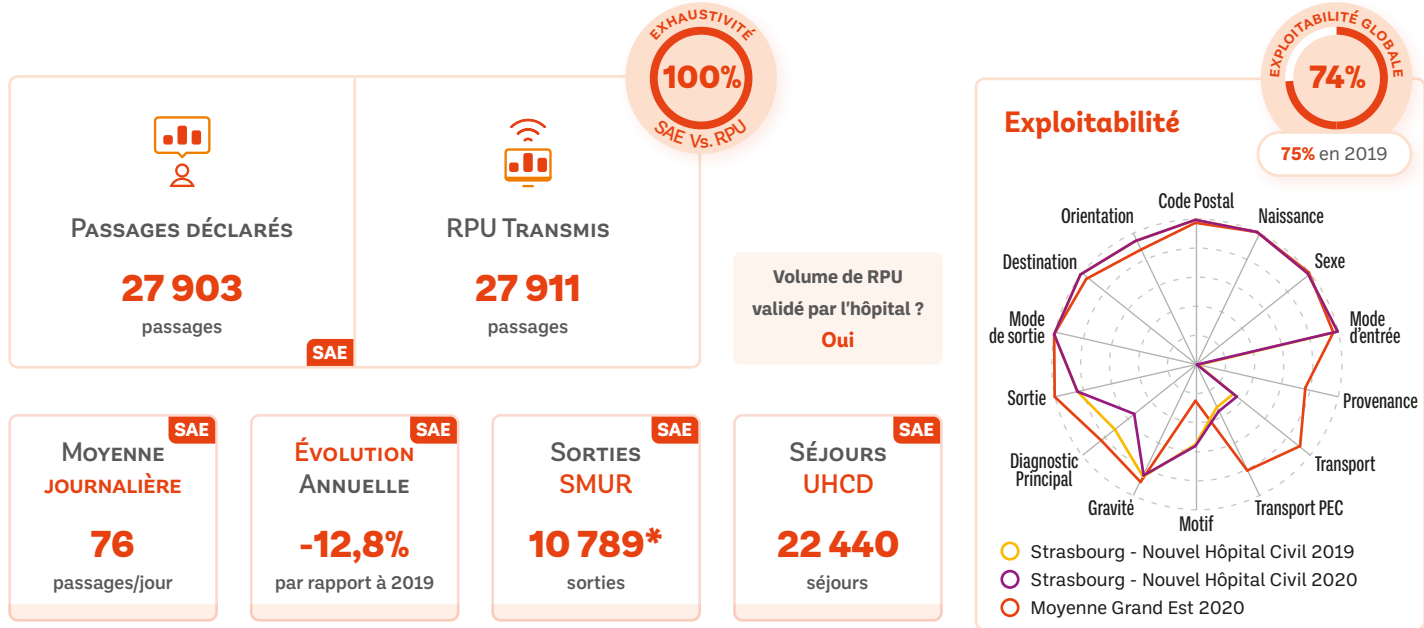 EXHAUSTIVITÉ
100%
SAE Vs. RPU
PASSAGES DÉCLARÉS
27 903
passages
SAE
RPU TRANSMIS
27 911
passages
Volume de RPU
validé par l'hôpital ?
Oui
SAE
MOYENNE
JOURNALIÈRE
76
passages/jour
SAE
ÉVOLUTION
ANNUELLE
-12,8%
par rapport à 2019
SAE
SORTIES
SMUR
10 789*
sorties
SAE
SÉJOURS
UHCD
22 440
séjours
EXPLOITABILITÉ GLOBALE
74%
75% en 2019
Exploitabilité
Code Postal
Naissance
Sexe
Mode
d'entrée
Provenance
Transport
Transport PEC
Motif
Gravité
Diagnostic
Principal
Sortie
Mode
de sortie
Destination
Orientation
Strasbourg - Nouvel Hôpital Civil 2019
Strasbourg - Nouvel Hôpital Civil 2020
Moyenne Grand Est 2020